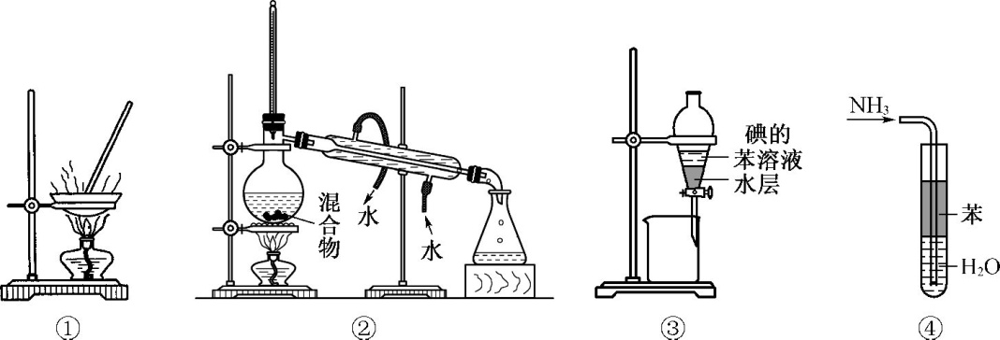 混合物
水
水
碘的
苯溶液
水层
NH₃
苯
H₂O
①
②
③
④